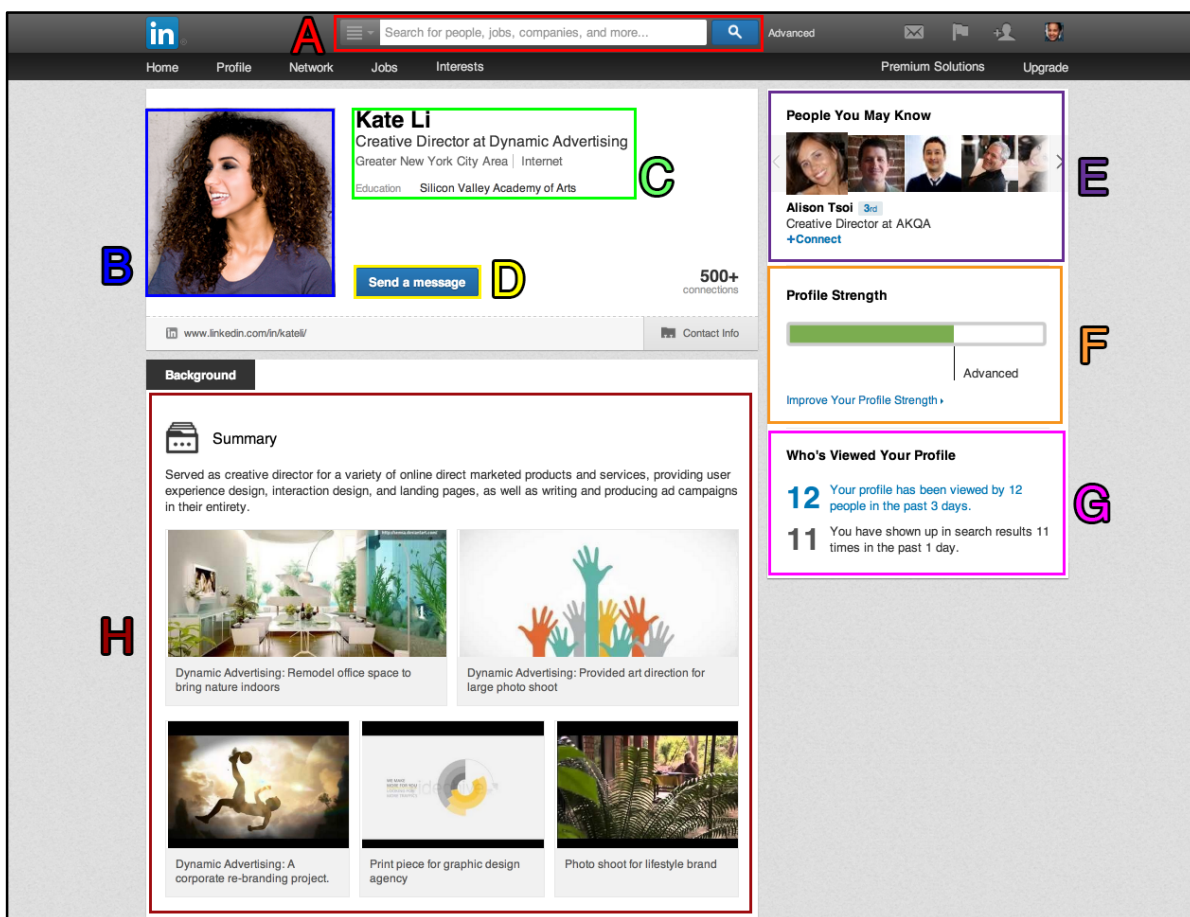 in
A
Search for people, jobs, companies, and more...
Advanced
Home Profile Network Jobs Interests
Premium Solutions Upgrade
B
Kate Li
Creative Director at Dynamic Advertising
Greater New York City Area | Internet
Education Silicon Valley Academy of Arts
C
Send a message
D
500+
connections
in www.linkedin.com/in/kateli/
Contact Info
People You May Know
Alison Tsoi 3rd
Creative Director at AKQA
+Connect
E
Profile Strength
Advanced
Improve Your Profile Strength
F
Who's Viewed Your Profile
12 Your profile has been viewed by 12
people in the past 3 days.
11 You have shown up in search results 11
times in the past 1 day.
G
Background
H
Summary
Served as creative director for a variety of online direct marketed products and services, providing user
experience design, interaction design, and landing pages, as well as writing and producing ad campaigns
in their entirety.
Dynamic Advertising: Remodel office space to
bring nature indoors
Dynamic Advertising: Provided art direction for
large photo shoot
Dynamic Advertising: A
corporate re-branding project.
Print piece for graphic design
agency
Photo shoot for lifestyle brand